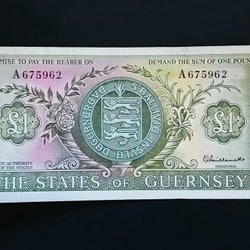 MISE TO PAY THE BEARER ON DEMAND THE SUM OF ONE POUN
A675962 A675962
£1 £1
THE STATES OF GUERNSEY
TREASURER